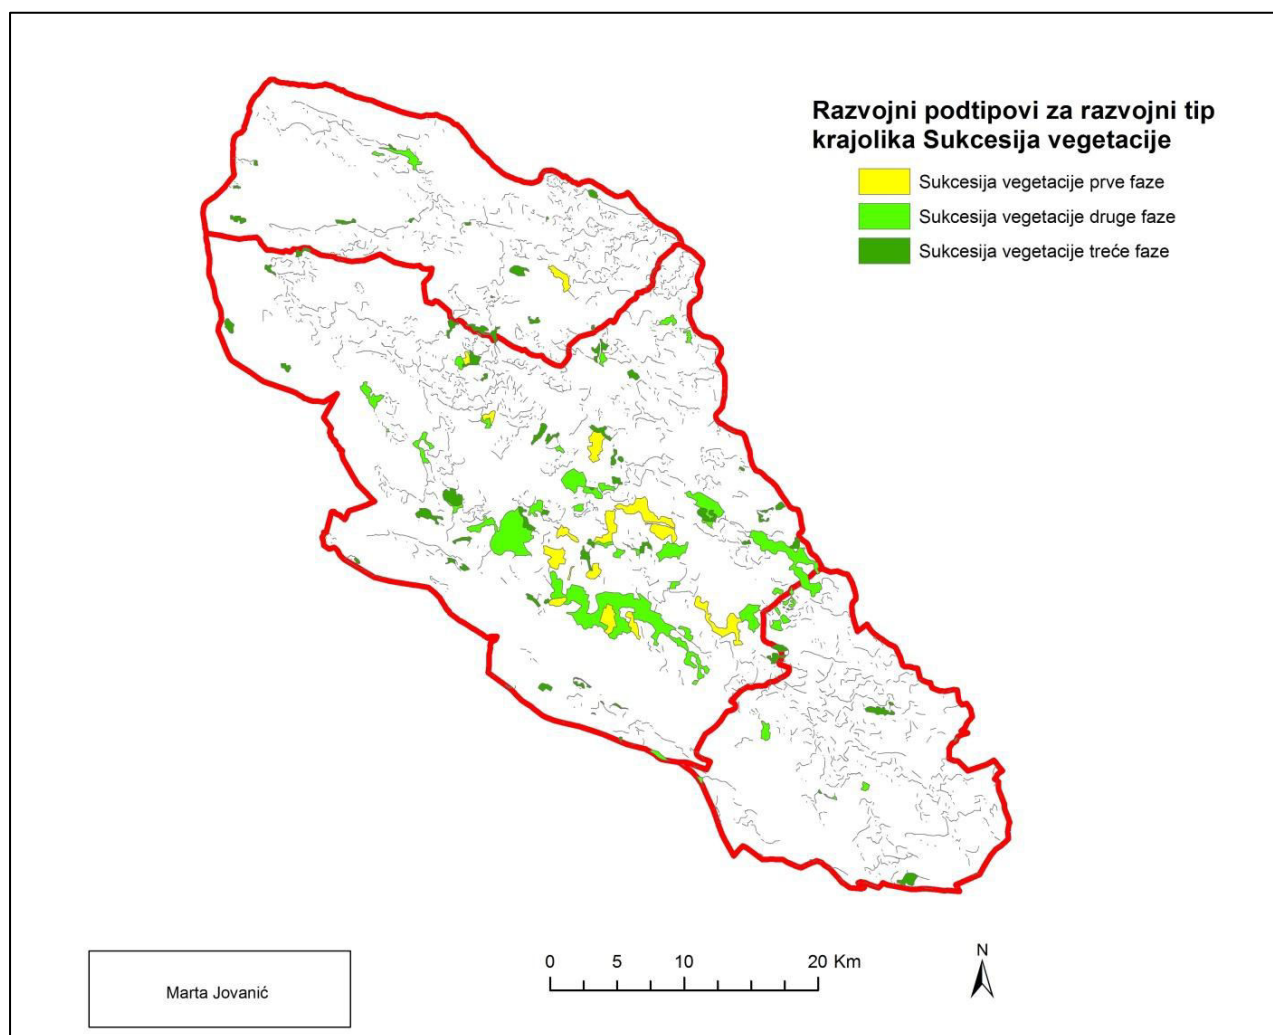 Razvojni podtipovi za razvojni tip
krajolika Sukcesija vegetacije
Sukcesija vegetacije prve faze
Sukcesija vegetacije druge faze
Sukcesija vegetacije treće faze
Marta Jovanić
0 5 10 20 Km
N